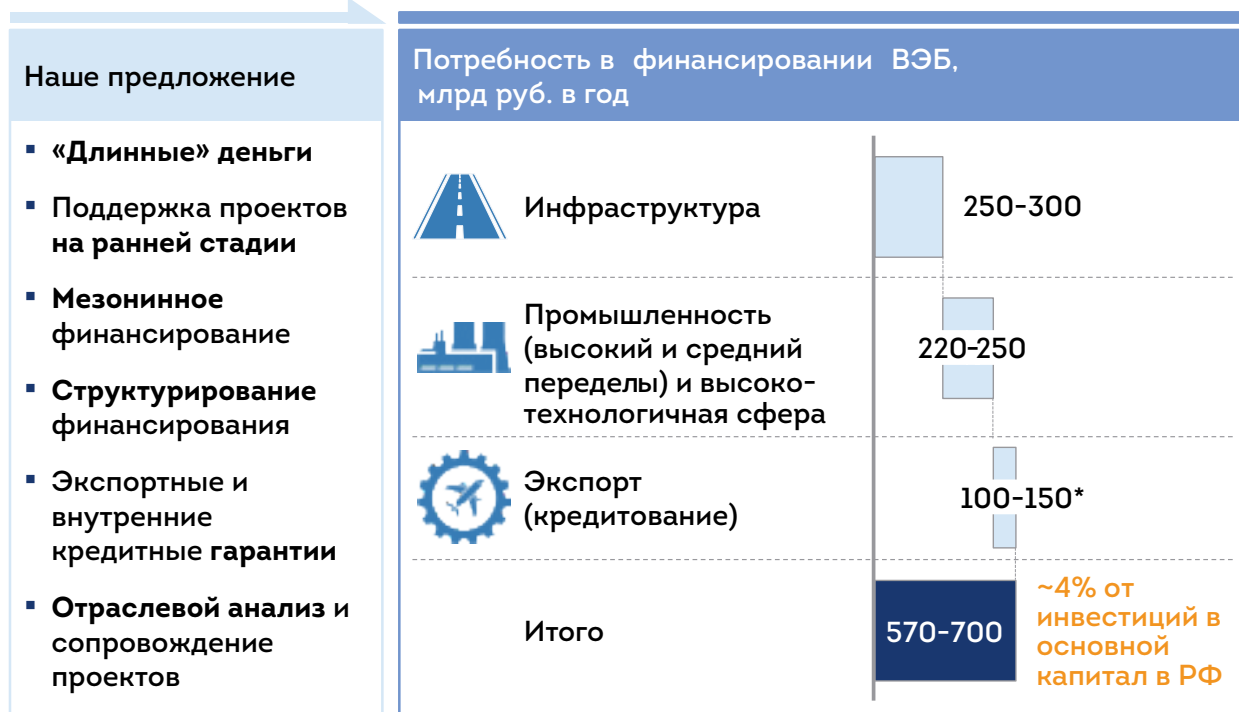 Наше предложение
«Длинные» деньги
Поддержка проектов
на ранней стадии
Мезонинное
финансирование
Структурирование
финансирования
Экспортные и
внутренние
кредитные гарантии
Отраслевой анализ и
сопровождение
проектов
Потребность в финансировании ВЭБ,
млрд руб. в год
Инфраструктура
250-300
Промышленность
(высокий и средний
переделы) и высоко-
технологичная сфера
220-250
Экспорт
(кредитование)
100-150*
Итого
570-700
~4% от
инвестиций в
основной
капитал в РФ